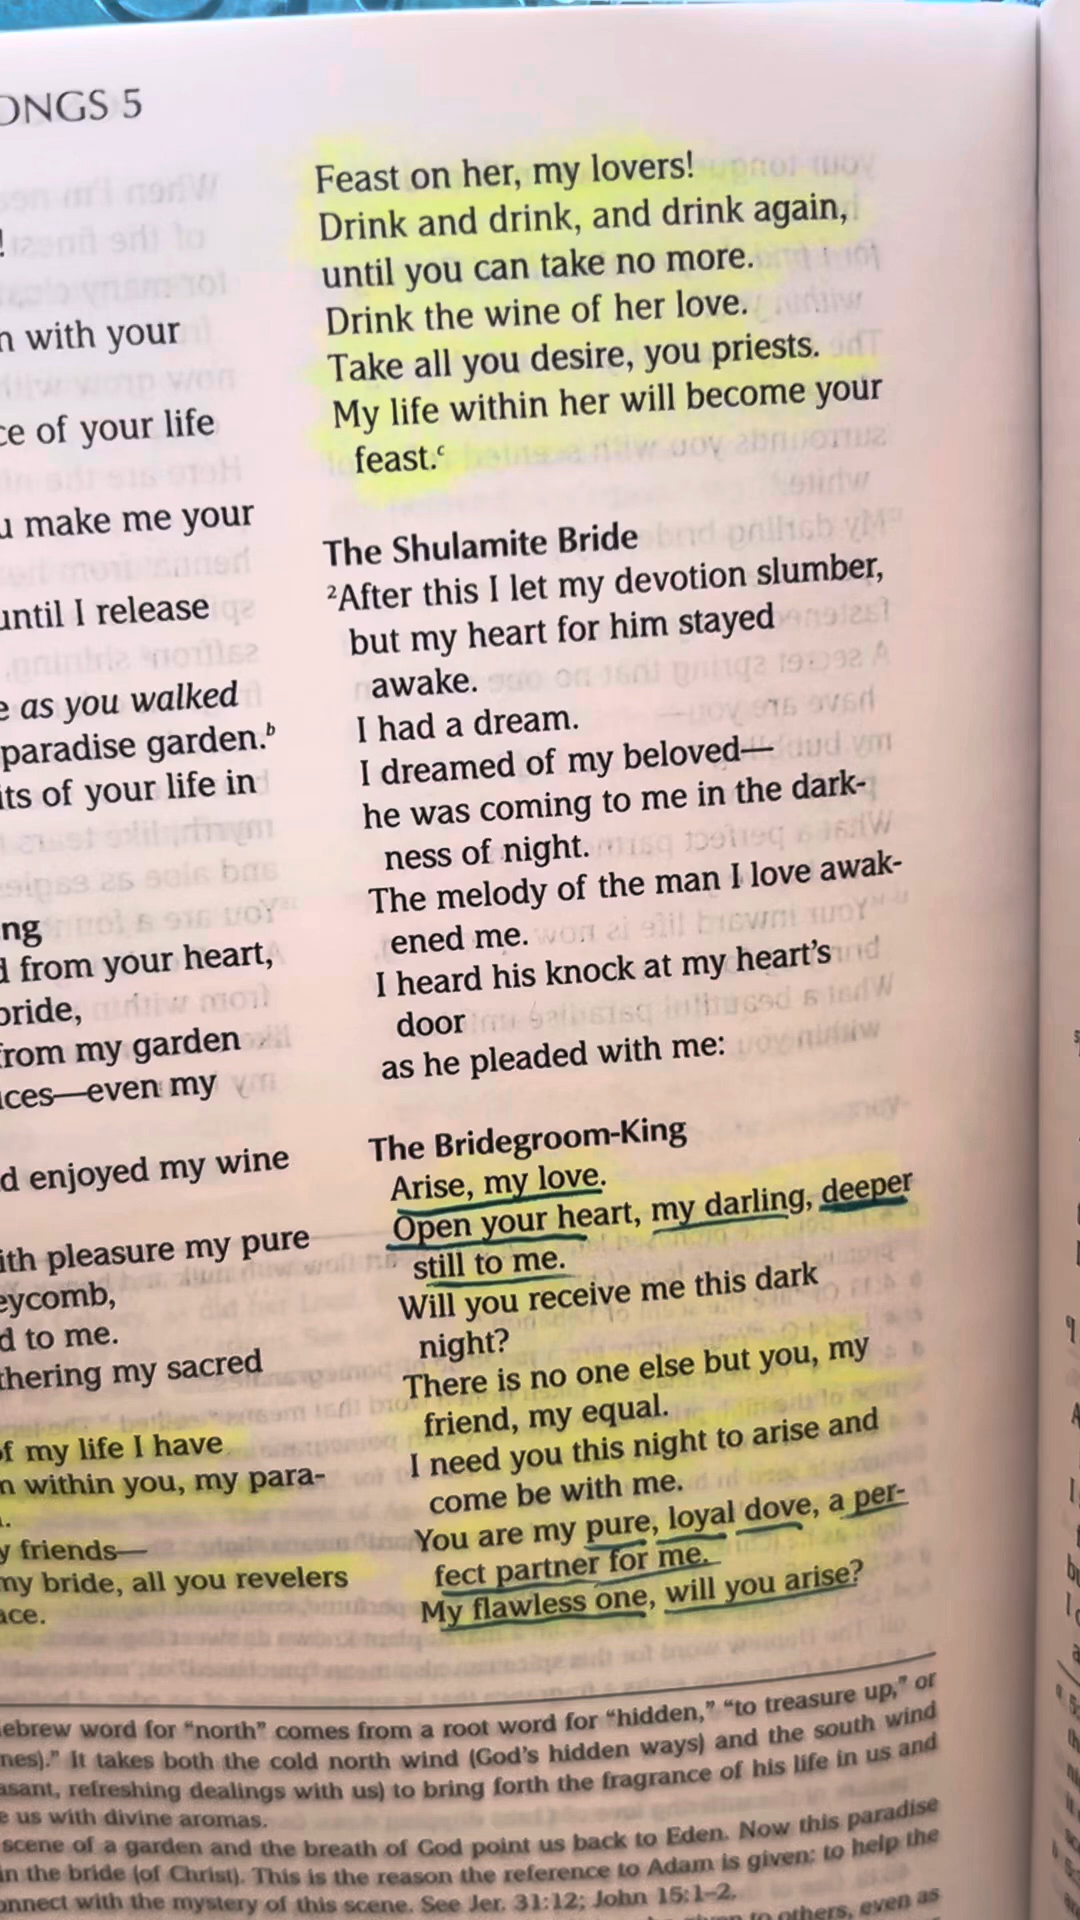 ONGS 5
!
n with your
ce of your life
u make me your
until I release
e as you walked
paradise garden.ᵇ
its of your life in
ng
d from your heart,
bride,
from my garden
ices—even my
d enjoyed my wine
ith pleasure my pure
eycomb,
d to me.
thering my sacred
of my life I have
n within you, my para-
.
y friends—
my bride, all you revelers
ace.
Feast on her, my lovers!
Drink and drink, and drink again,
until you can take no more.
Drink the wine of her love.
Take all you desire, you priests.
My life within her will become your
feast.ᶜ
The Shulamite Bride
²After this I let my devotion slumber,
but my heart for him stayed
awake.
I had a dream.
I dreamed of my beloved—
he was coming to me in the dark-
ness of night.
The melody of the man I love awak-
ened me.
I heard his knock at my heart's
door
as he pleaded with me:
The Bridegroom-King
Arise, my love.
Open your heart, my darling, deeper
still to me.
Will you receive me this dark
night?
There is no one else but you, my
friend, my equal.
I need you this night to arise and
come be with me.
You are my pure, loyal dove, a per-
fect partner for me.
My flawless one, will you arise?
ebrew word for "north" comes from a root word for "hidden," "to treasure up," or
nes)." It takes both the cold north wind (God's hidden ways) and the south wind
asant, refreshing dealings with us) to bring forth the fragrance of his life in us and
e us with divine aromas.
scene of a garden and the breath of God point us back to Eden. Now this paradise
in the bride (of Christ). This is the reason the reference to Adam is given: to help the
onnect with the mystery of this scene. See Jer. 31:12; John 15:1–2.
to others, even as